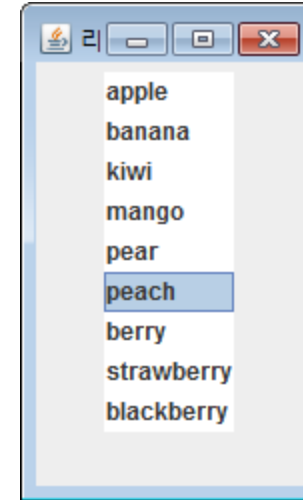 리
apple
banana
kiwi
mango
pear
peach
berry
strawberry
blackberry